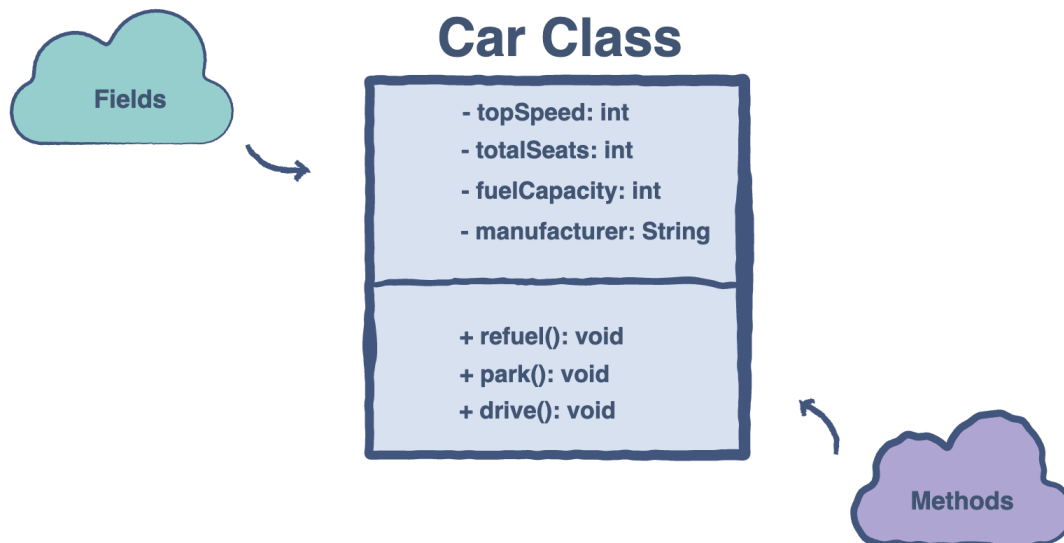 Car Class
Fields
- topSpeed: int
- totalSeats: int
- fuelCapacity: int
- manufacturer: String
+ refuel(): void
+ park(): void
+ drive(): void
Methods